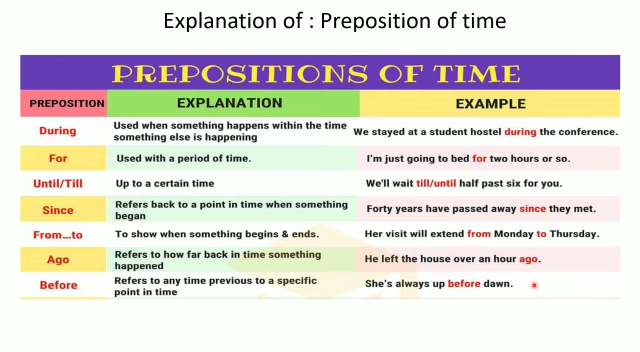 Explanation of : Preposition of time
PREPOSITIONS OF TIME
PREPOSITION EXPLANATION EXAMPLE
During Used when something happens within the time something else is happening We stayed at a student hostel during the conference.
For Used with a period of time. I'm just going to bed for two hours or so.
Until/Till Up to a certain time We'll wait till/until half past six for you.
Since Refers back to a point in time when something began Forty years have passed away since they met.
From...to To show when something begins & ends. Her visit will extend from Monday to Thursday.
Ago Refers to how far back in time something happened He left the house over an hour ago.
Before Refers to any time previous to a specific point in time She's always up before dawn.